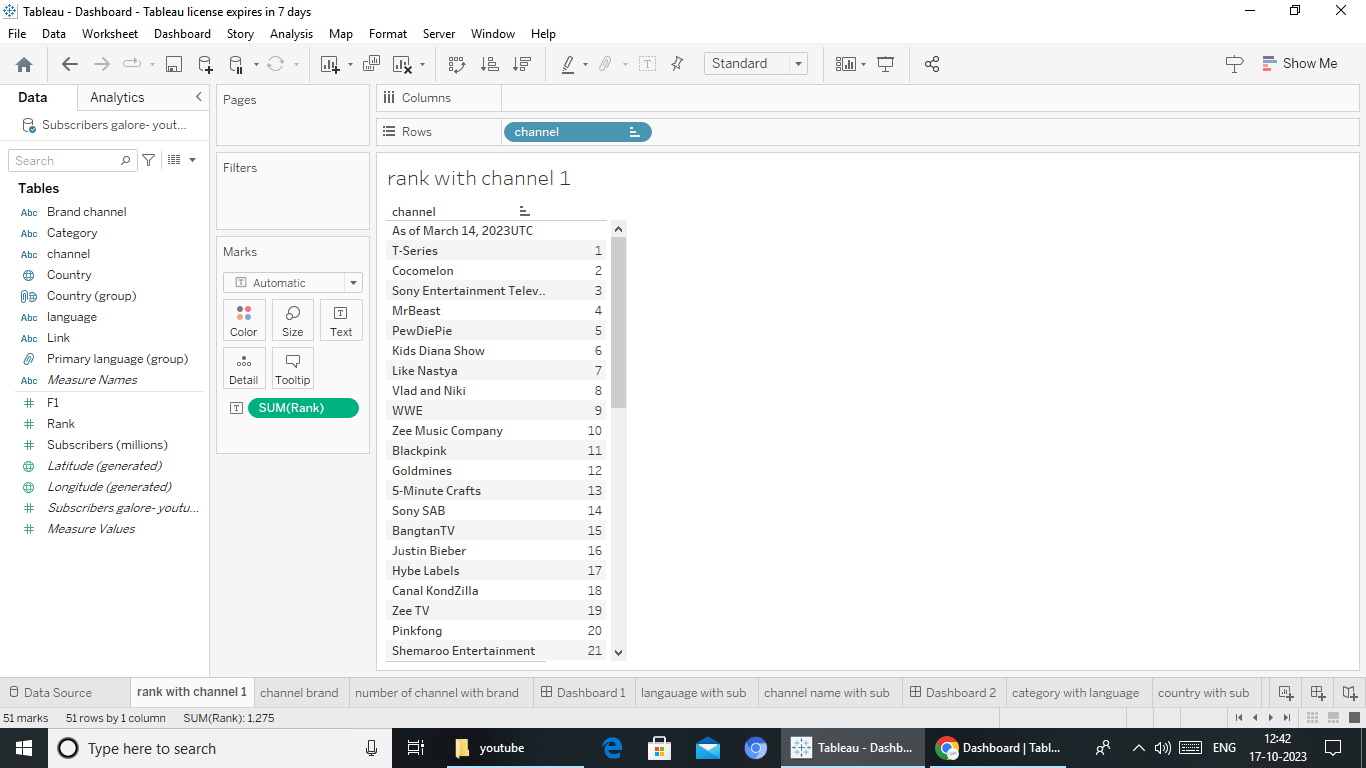 Tableau - Dashboard - Tableau license expires in 7 days
File Data Worksheet Dashboard Story Analysis Map Format Server Window Help
Standard
Show Me
Data Analytics
Subscribers galore- yout...
Search
Tables
Abc Brand channel
Abc Category
Abc channel
Country
Country (group)
Abc language
Abc Link
Primary language (group)
Abc Measure Names
F1
Rank
Subscribers (millions)
Latitude (generated)
Longitude (generated)
Subscribers galore- youtu...
Measure Values
Pages
Filters
Marks
T Automatic
Color Size T Text
Detail Tooltip
T SUM(Rank)
Columns
Rows channel
rank with channel 1
channel
As of March 14, 2023UTC
T-Series 1
Cocomelon 2
Sony Entertainment Telev.. 3
MrBeast 4
PewDiePie 5
Kids Diana Show 6
Like Nastya 7
Vlad and Niki 8
WWE 9
Zee Music Company 10
Blackpink 11
Goldmines 12
5-Minute Crafts 13
Sony SAB 14
BangtanTV 15
Justin Bieber 16
Hybe Labels 17
Canal KondZilla 18
Zee TV 19
Pinkfong 20
Shemaroo Entertainment 21
Data Source rank with channel 1 channel brand number of channel with brand Dashboard 1 langauage with sub channel name with sub Dashboard 2 category with language country with sub
51 marks 51 rows by 1 column SUM(Rank): 1,275
Type here to search youtube Tableau - Dashb... Dashboard | Tabl... ENG 12:42
17-10-2023